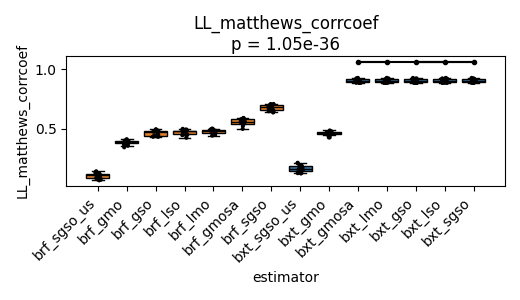 LL_matthews_corrcoef
p = 1.05e-36
LL_matthews_corrcoef
1.0
0.5
brf_sgso_us
brf_gmo
brf_gso
brf_lso
brf_lmo
brf_gmosa
brf_sgso
bxt_sgso_us
bxt_gmo
bxt_gmosa
bxt_lmo
bxt_gso
bxt_lso
bxt_sgso
estimator